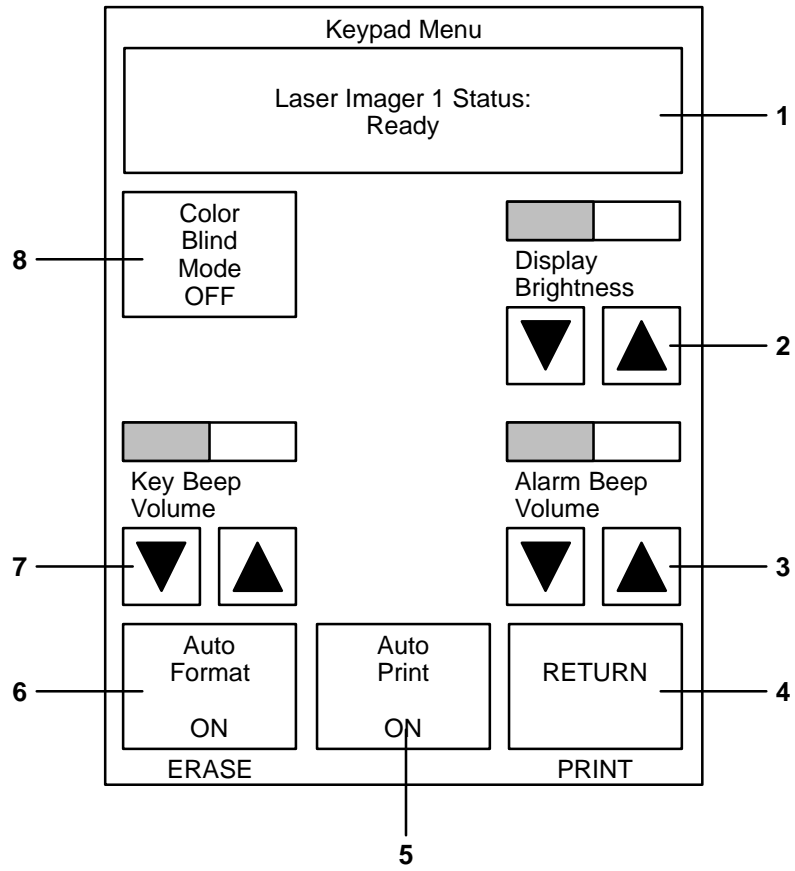 Keypad Menu
Laser Imager 1 Status:
Ready
1
Color
Blind
Mode
OFF
8
Display
Brightness
2
Key Beep
Volume
7
Alarm Beep
Volume
3
Auto
Format
ON
6
Auto
Print
ON
5
RETURN
4
ERASE
PRINT